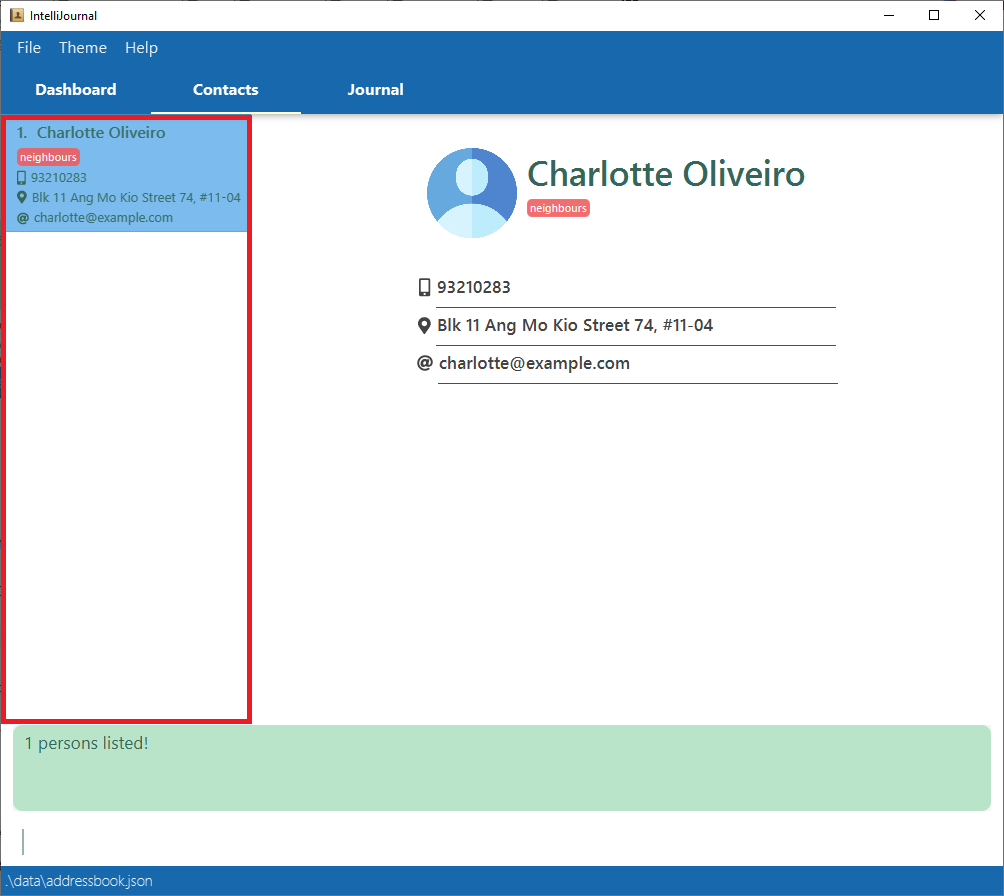 IntelliJournal
File Theme Help
Dashboard Contacts Journal
1. Charlotte Oliveiro
neighbours
93210283
Blk 11 Ang Mo Kio Street 74, #11-04
@ charlotte@example.com
Charlotte Oliveiro
neighbours
93210283
Blk 11 Ang Mo Kio Street 74, #11-04
@ charlotte@example.com
1 persons listed!
.\data\addressbook.json